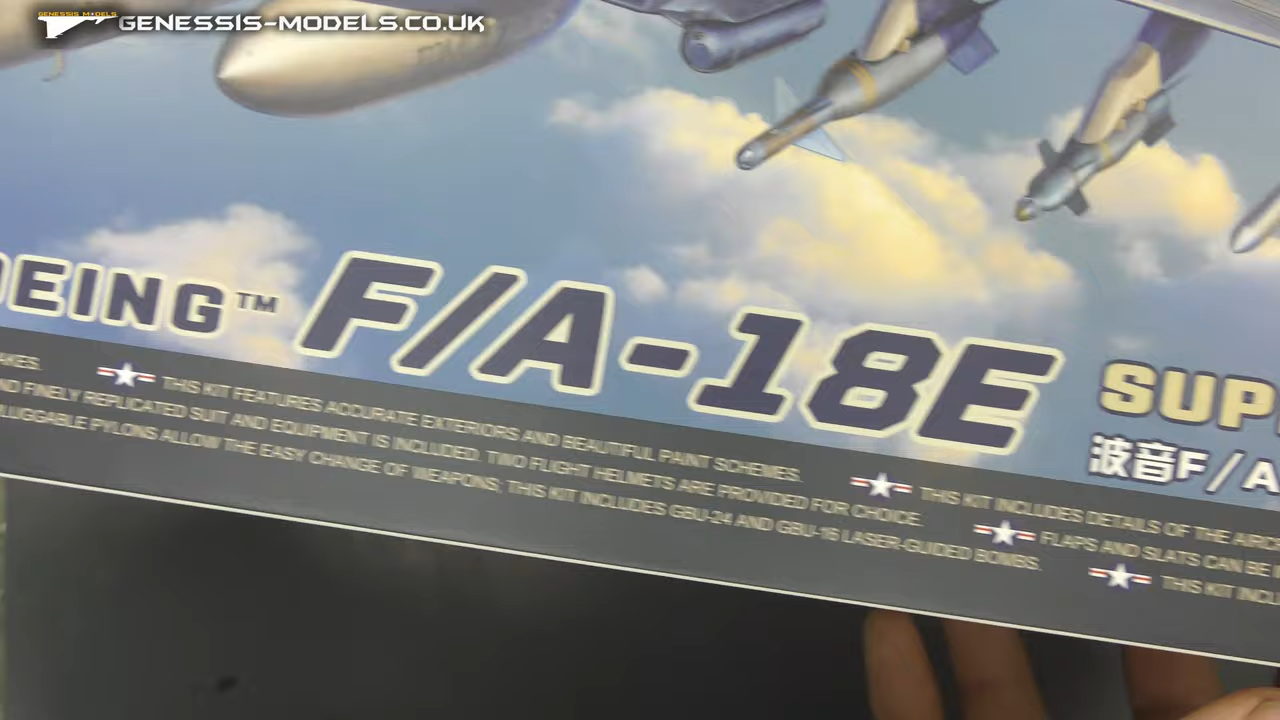 GENESSIS MODELS
GENESSIS-MODELS.CO.UK
OEING™ F/A-18E SUP
波音F/A
AKES. THIS KIT FEATURES ACCURATE EXTERIORS AND BEAUTIFUL PAINT SCHEMES. THIS KIT INCLUDES DETAILS OF THE
ND FINELY REPLICATED SUIT AND EQUIPMENT IS INCLUDED. TWO FLIGHT HELMETS ARE PROVIDED FOR CHOICE. FLAPS AND SLATS CAN BE
LUGGABLE PYLONS ALLOW THE EASY CHANGE OF WEAPONS; THIS KIT INCLUDES GBU-24 AND GBU-16 LASER-GUIDED BOMBS. THIS KIT INCL